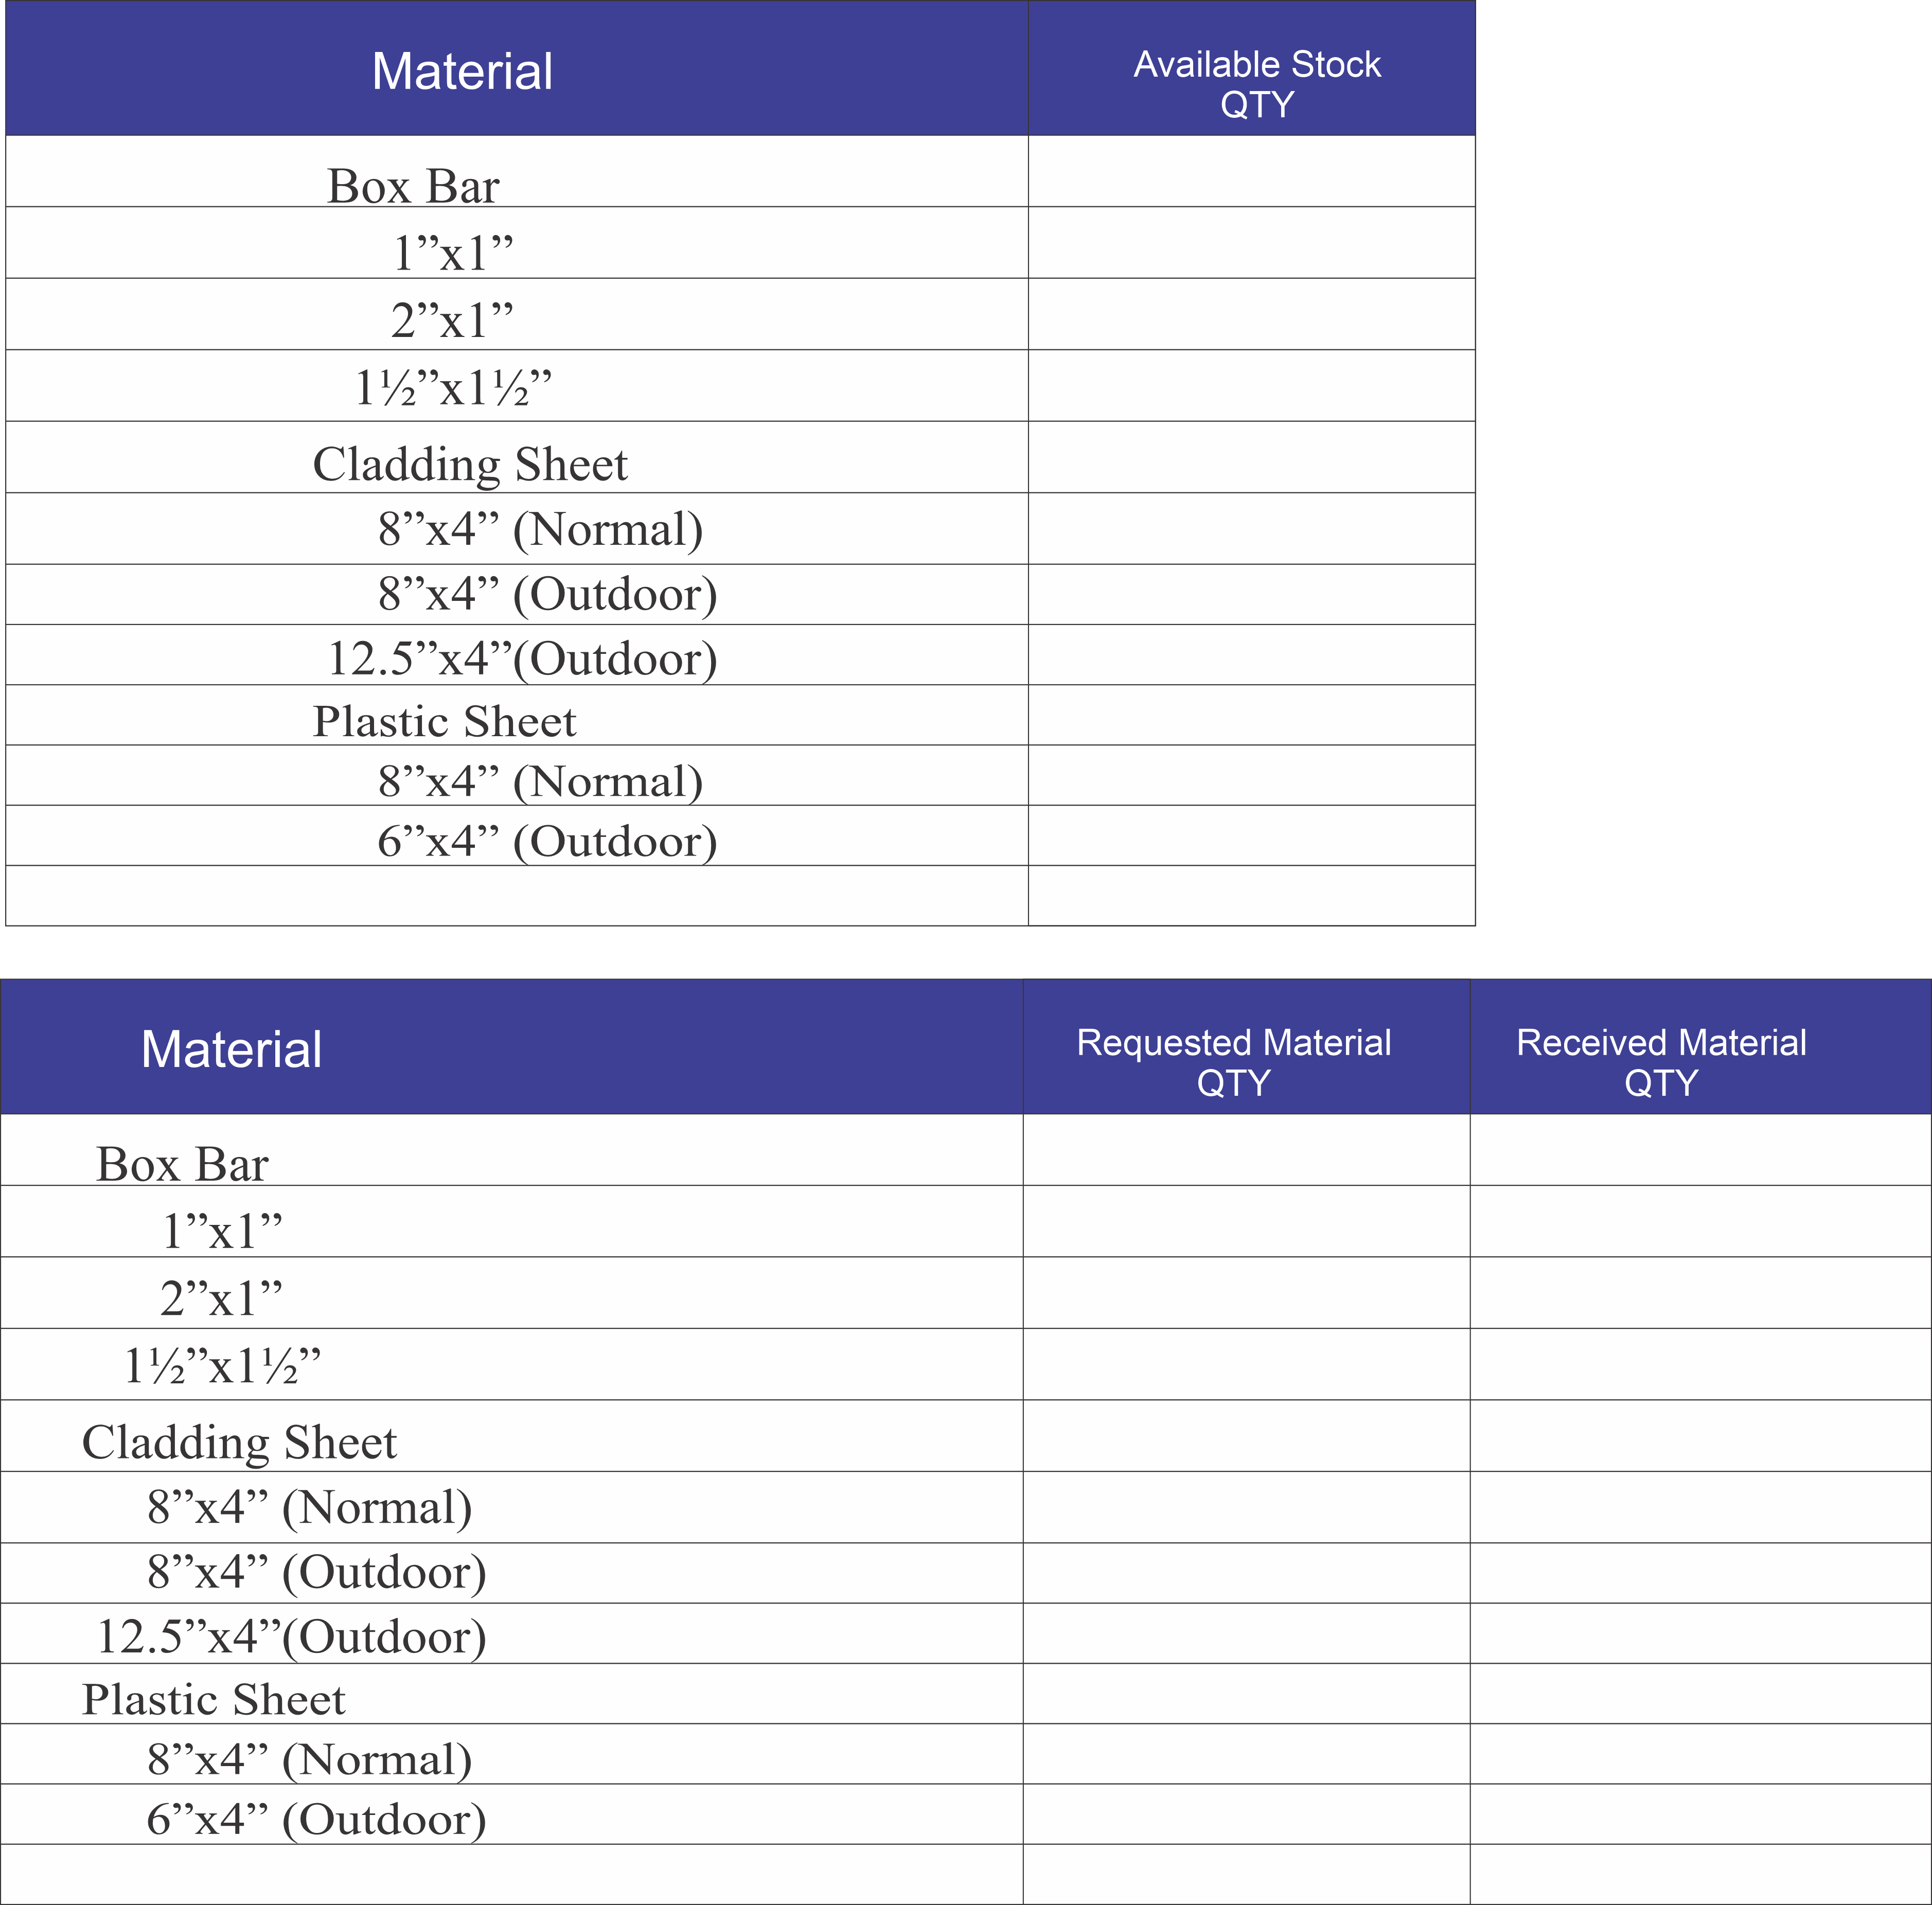 Material
Available Stock
QTY
Box Bar
1”x1”
2”x1”
1½”x1½”
Cladding Sheet
8”x4” (Normal)
8”x4” (Outdoor)
12.5”x4”(Outdoor)
Plastic Sheet
8”x4” (Normal)
6”x4” (Outdoor)
Material
Requested Material
QTY
Received Material
QTY
Box Bar
1”x1”
2”x1”
1½”x1½”
Cladding Sheet
8”x4” (Normal)
8”x4” (Outdoor)
12.5”x4”(Outdoor)
Plastic Sheet
8”x4” (Normal)
6”x4” (Outdoor)